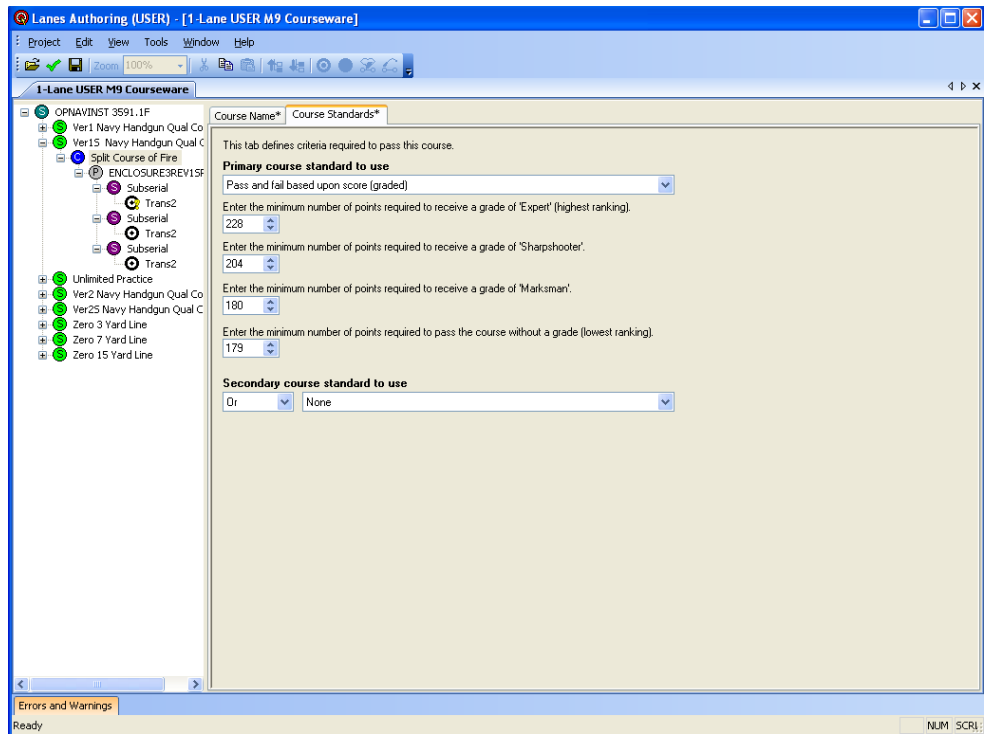 Lanes Authoring (USER) - [1-Lane USER M9 Courseware]
Project Edit View Tools Window Help
Zoom 100%
1-Lane USER M9 Courseware
S OPNAVINST 3591.1F
S Ver1 Navy Handgun Qual Co
S Ver1S Navy Handgun Qual C
C Split Course of Fire
P ENCLOSURE3REV1SF
S Subserial
Trans2
S Subserial
Trans2
S Subserial
Trans2
S Unlimited Practice
S Ver2 Navy Handgun Qual Co
S Ver2S Navy Handgun Qual C
S Zero 3 Yard Line
S Zero 7 Yard Line
S Zero 15 Yard Line
Course Name* Course Standards*
This tab defines criteria required to pass this course.
Primary course standard to use
Pass and fail based upon score (graded)
Enter the minimum number of points required to receive a grade of 'Expert' (highest ranking).
228
Enter the minimum number of points required to receive a grade of 'Sharpshooter'.
204
Enter the minimum number of points required to receive a grade of 'Marksman'.
180
Enter the minimum number of points required to pass the course without a grade (lowest ranking).
179
Secondary course standard to use
Or None
Errors and Warnings
Ready NUM SCRL